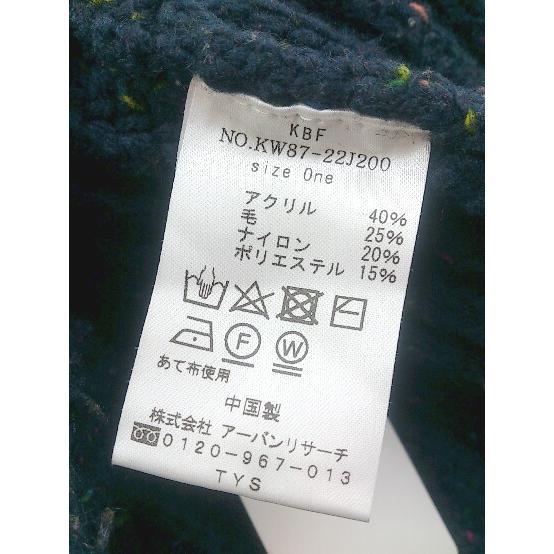 KBF
NO.KW87-22J200
size One
アクリル 40%
毛 25%
ナイロン 20%
ポリエステル 15%
F W
あて布使用
中国製
株式会社 アーバンリサーチ
0120-967-013
TYS